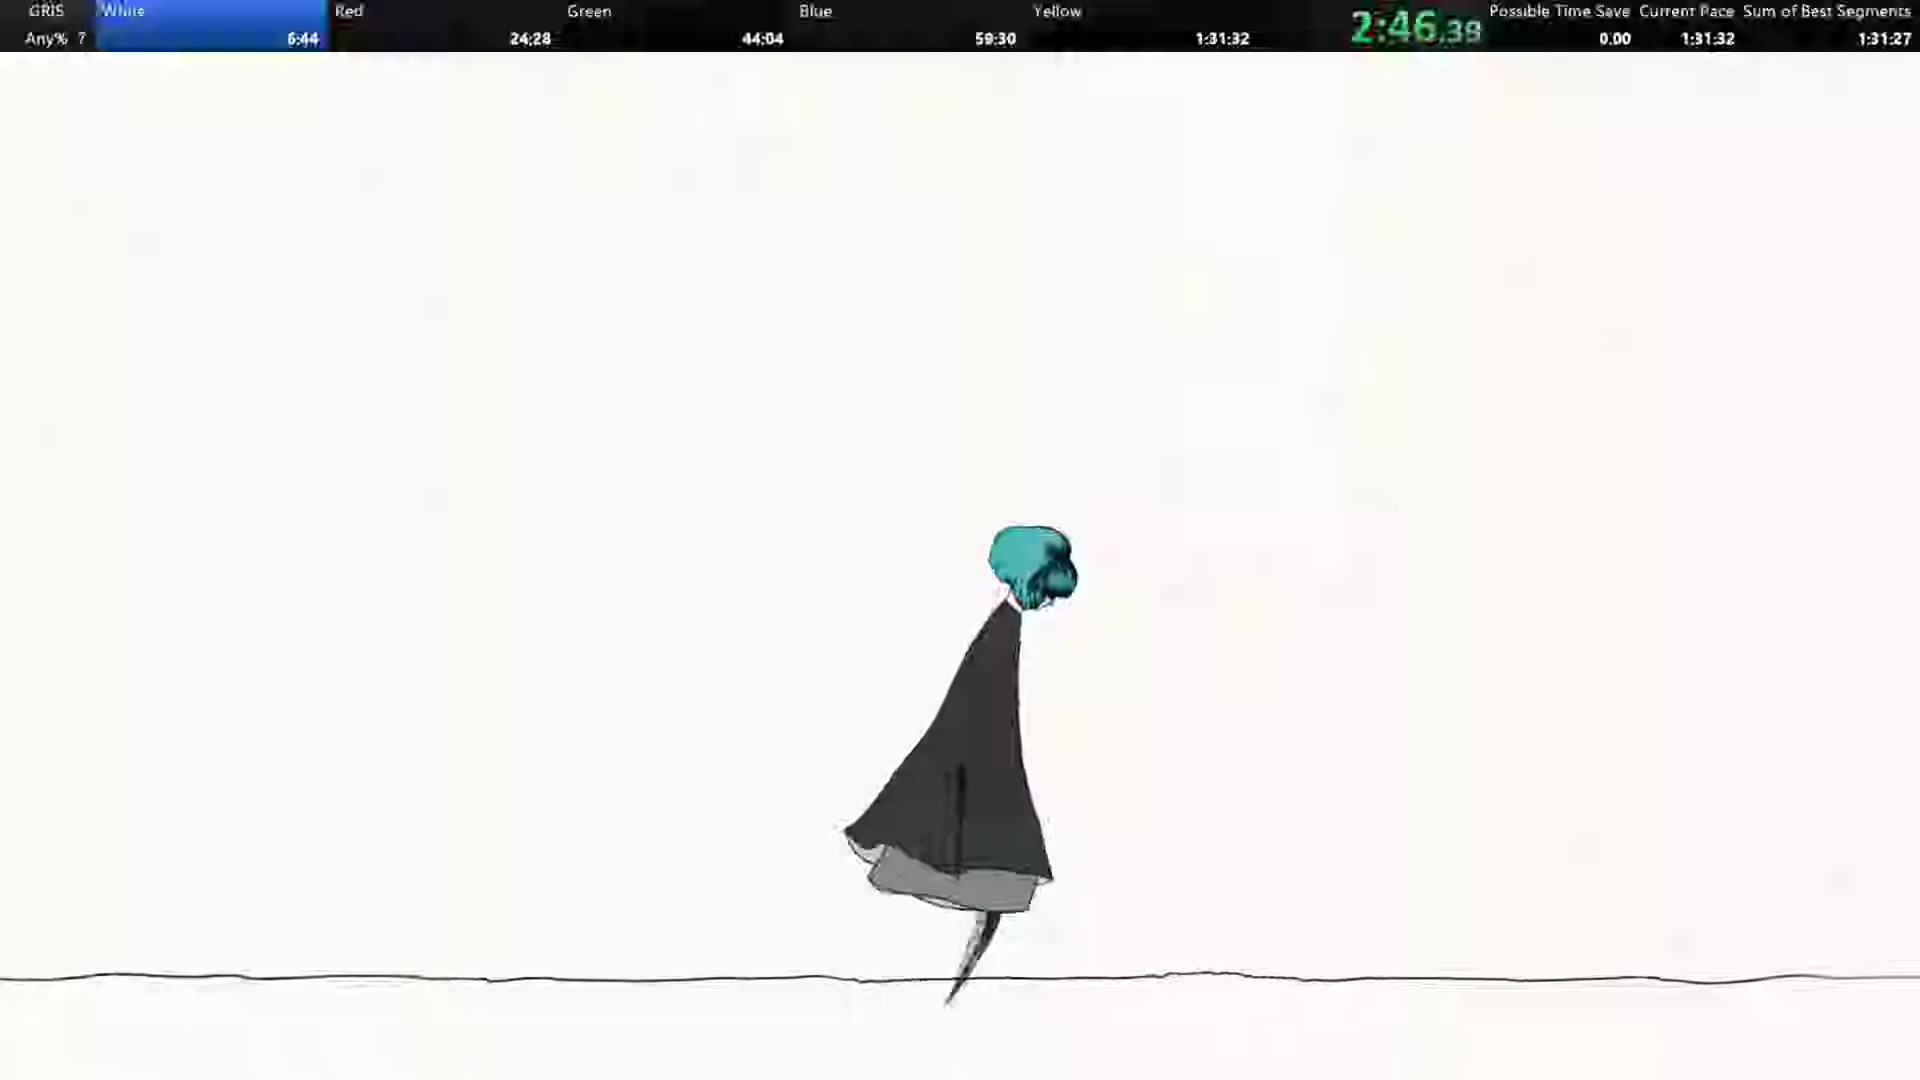 GRIS White Red Green Blue Yellow 2:46.39 Possible Time Save Current Pace Sum of Best Segments
Any% ? 6:44 24:28 44:04 59:30 1:31:32 0.00 1:31:32 1:31:27